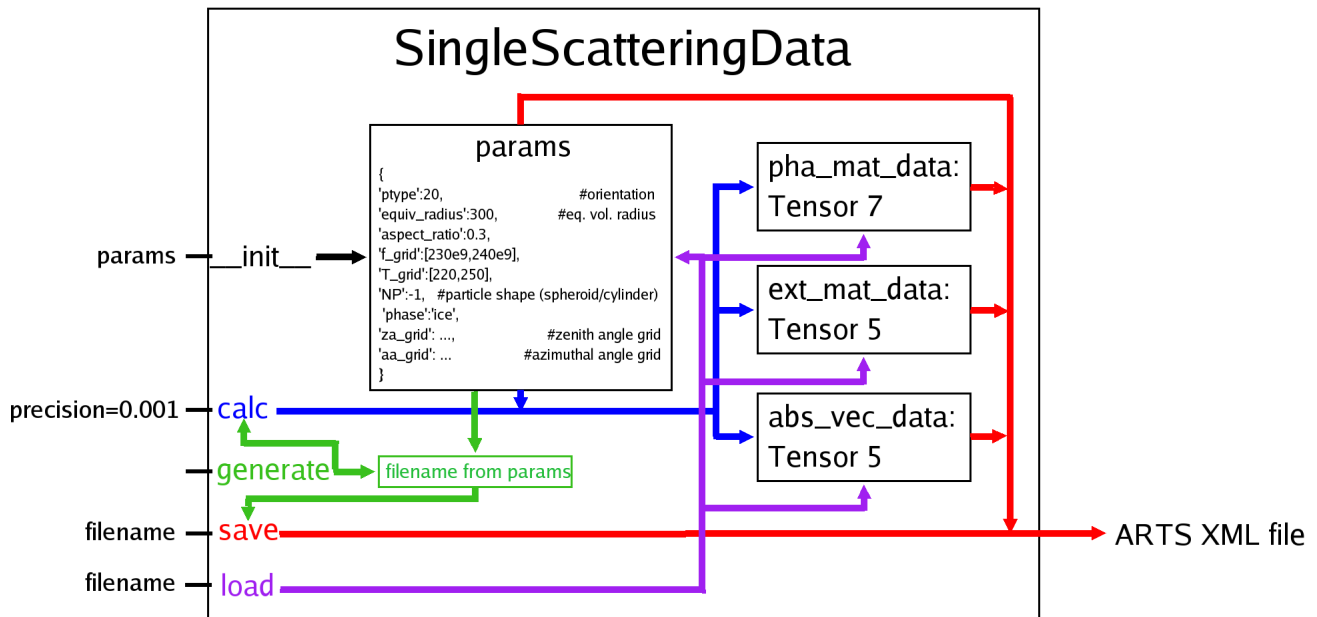 SingleScatteringData
params
{
'ptype':20, #orientation
'equiv_radius':300, #eq. vol. radius
'aspect_ratio':0.3,
'f_grid':[230e9,240e9],
'T_grid':[220,250],
'NP':-1, #particle shape (spheroid/cylinder)
'phase':'ice',
'za_grid': ..., #zenith angle grid
'aa_grid': ... #azimuthal angle grid
}
pha_mat_data:
Tensor 7
ext_mat_data:
Tensor 5
abs_vec_data:
Tensor 5
params __init__
precision=0.001 calc
generate filename from params
filename save ARTS XML file
filename load